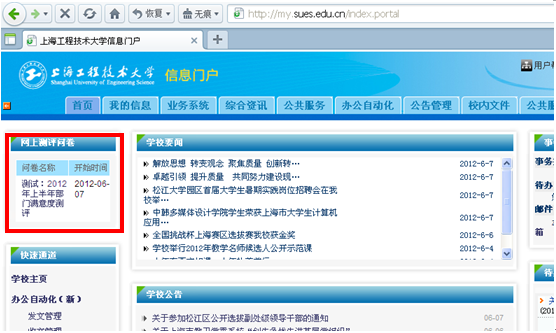 恢复
无痕
http://my.sues.edu.cn/index.portal
上海工程技术大学信息门户
上海工程技术大学
Shanghai University of Engineering Science
信息门户
用户
首页 我的信息 业务系统 综合资讯 公共服务 办公自动化 公告管理 校内文件 公共
网上测评问卷
问卷名称 开始时间
测试：2012年上半年部门满意度测评
2012-06-07
快速通道
学校主页
办公自动化（新）
发文管理
学校要闻
解放思想 转变观念 聚焦质量 创新转… 2012-6-7
卓越引领 提升质量 共同努力建设现… 2012-6-7
松江大学园区首届大学生暑期实践岗位招聘会在我校举… 2012-6-7
中韩多媒体设计学院学生荣获上海市大学生计算机应用… 2012-6-7
全国挑战杯上海赛区选拔赛我校获金奖 2012-6-6
学校举行2012年教学名师候选人公开示范课 2012-6-4
学校公告
关于参加松江区公开选拔副处级领导干部的通知 06-07
事务
待办
邮件
箱
待
关
(201